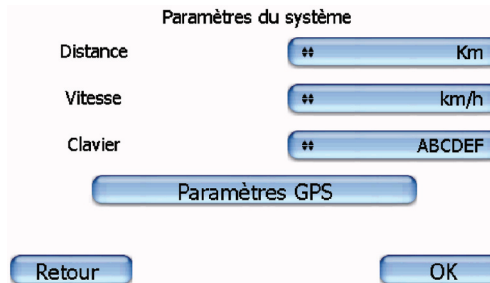 Paramètres du système
Distance Km
Vitesse km/h
Clavier ABCDEF
Paramètres GPS
Retour OK